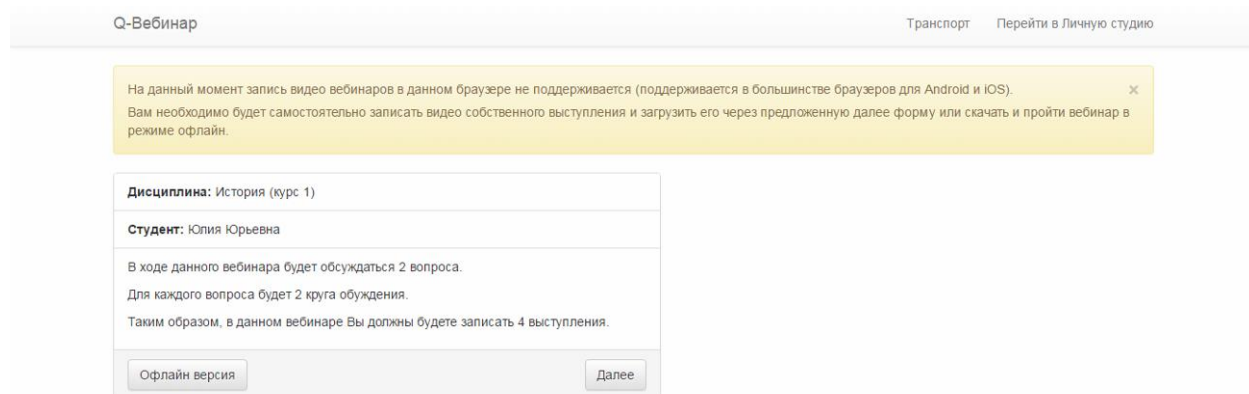 Q-Вебинар
Транспорт Перейти в Личную студию
На данный момент запись видео вебинаров в данном браузере не поддерживается (поддерживается в большинстве браузеров для Android и iOS). ×
Вам необходимо будет самостоятельно записать видео собственного выступления и загрузить его через предложенную далее форму или скачать и пройти вебинар в
режиме офлайн.
Дисциплина: История (курс 1)
Студент: Юлия Юрьевна
В ходе данного вебинара будет обсуждаться 2 вопроса.
Для каждого вопроса будет 2 круга обуждения.
Таким образом, в данном вебинаре Вы должны будете записать 4 выступления.
Офлайн версия Далее